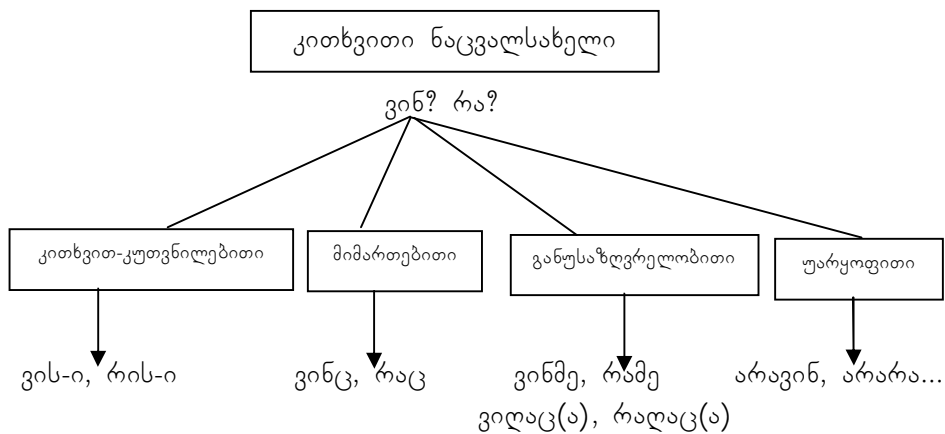 კითხვითი ნაცვალსახელი
ვინ? რა?
კითხვით-კუთვნილებითი
მიმართებითი
განუსაზღვრელობითი
უარყოფითი
ვის-ი, რის-ი
ვინც, რაც
ვინმე, რამე
ვიღაც(ა), რაღაც(ა)
არავინ, არარა...